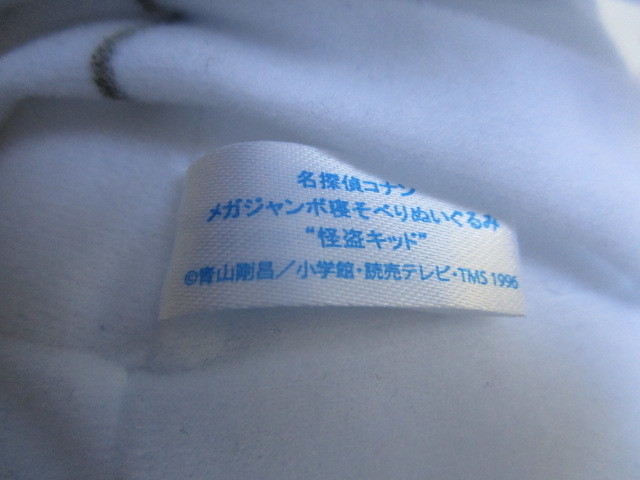 名探偵コナン
メガジャンボ寝そべりぬいぐるみ
“怪盗キッド”
©青山剛昌／小学館・読売テレビ・TMS 1996